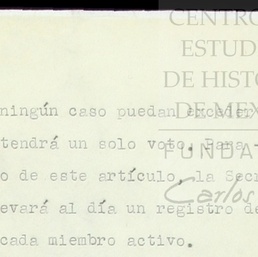 CENTRO
ESTUD
DE HISTO
DE MEX
FUNDA
Carlos
ningún caso puedan exceder
tendrá un solo voto. Para -
o de este artículo, la Secr
evará al día un registro de
cada miembro activo.